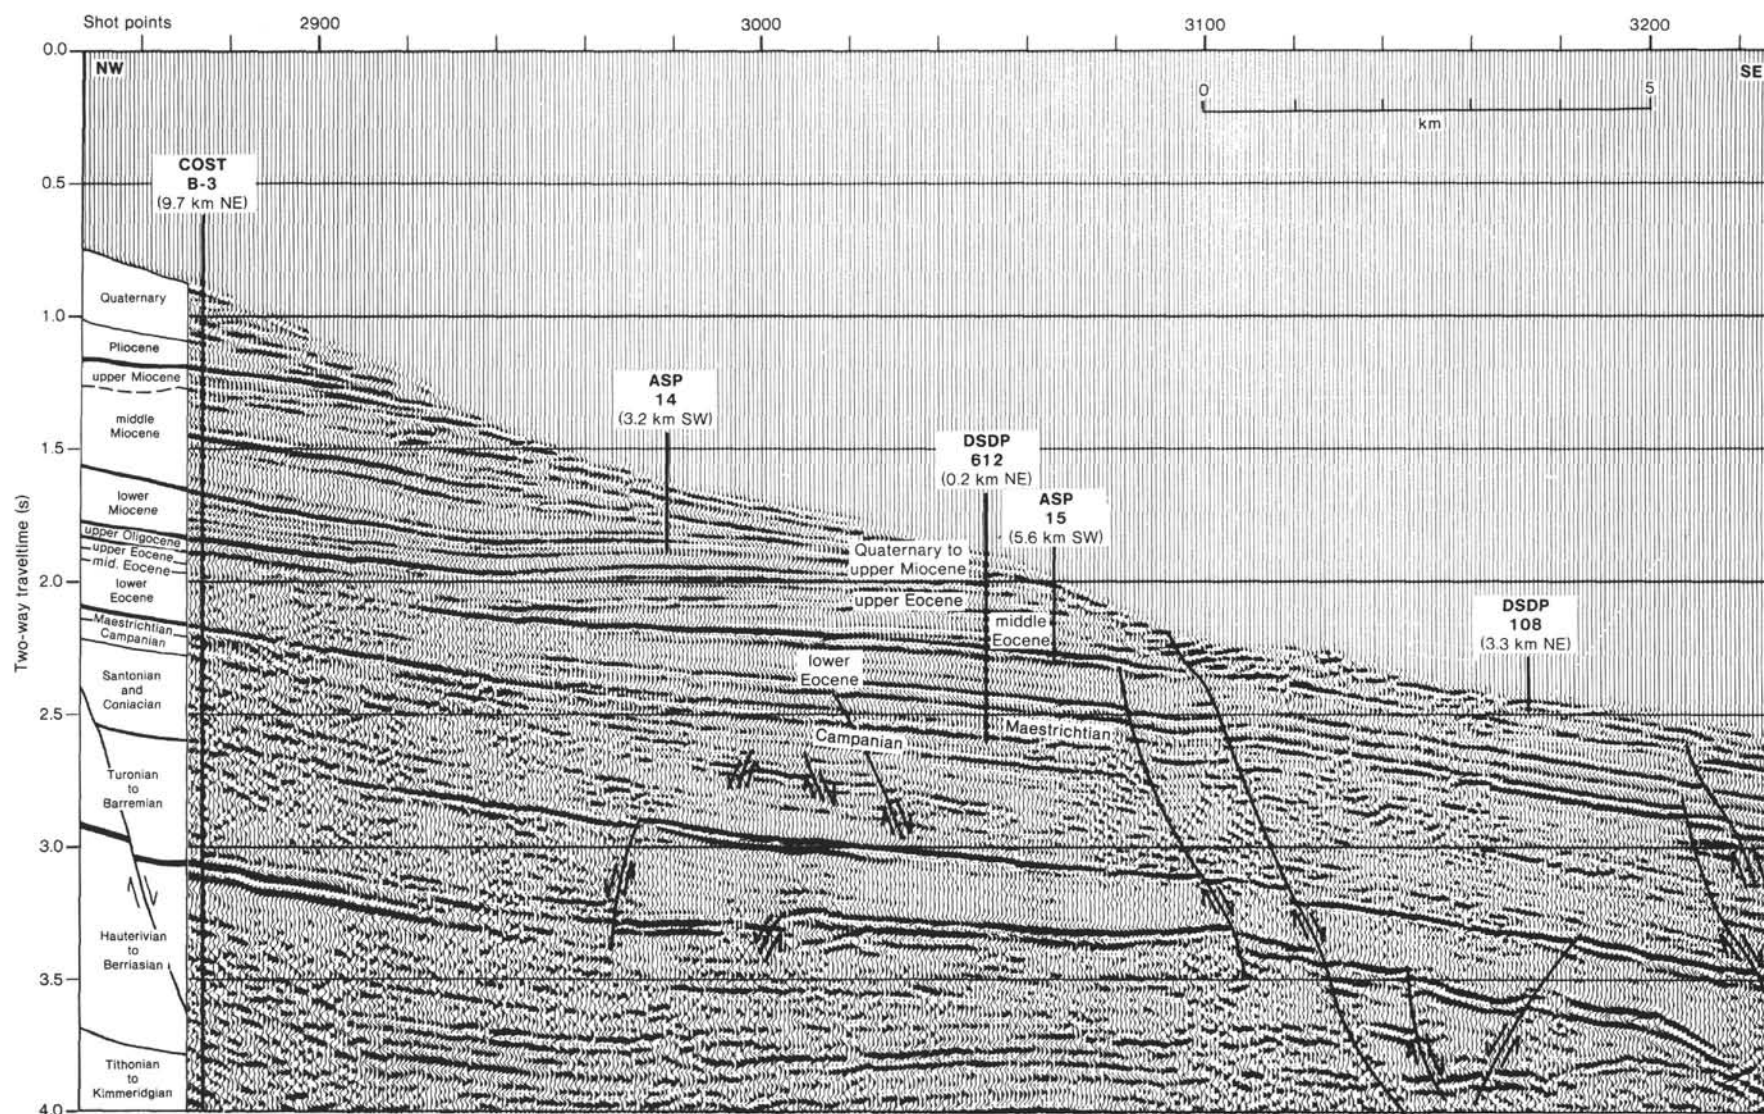 Shot points
2900
3000
3100
3200
0.0
NW
SE
0
5
km
COST
B-3
(9.7 km NE)
0.5
Quaternary
1.0
Pliocene
upper Miocene
ASP
14
(3.2 km SW)
middle
Miocene
DSDP
612
(0.2 km NE)
1.5
ASP
15
(5.6 km SW)
Two-way traveltime (s)
lower
Miocene
upper Oligocene
upper Eocene
mid. Eocene
Quaternary to
upper Miocene
2.0
lower
Eocene
upper Eocene
middle
Eocene
DSDP
108
(3.3 km NE)
Maestrichtian
Campanian
lower
Eocene
Santonian
and
Coniacian
2.5
Maestrichtian
Campanian
Turonian
to
Barremian
3.0
Hauterivian
to
Berriasian
3.5
Tithonian
to
Kimmeridgian
4.0